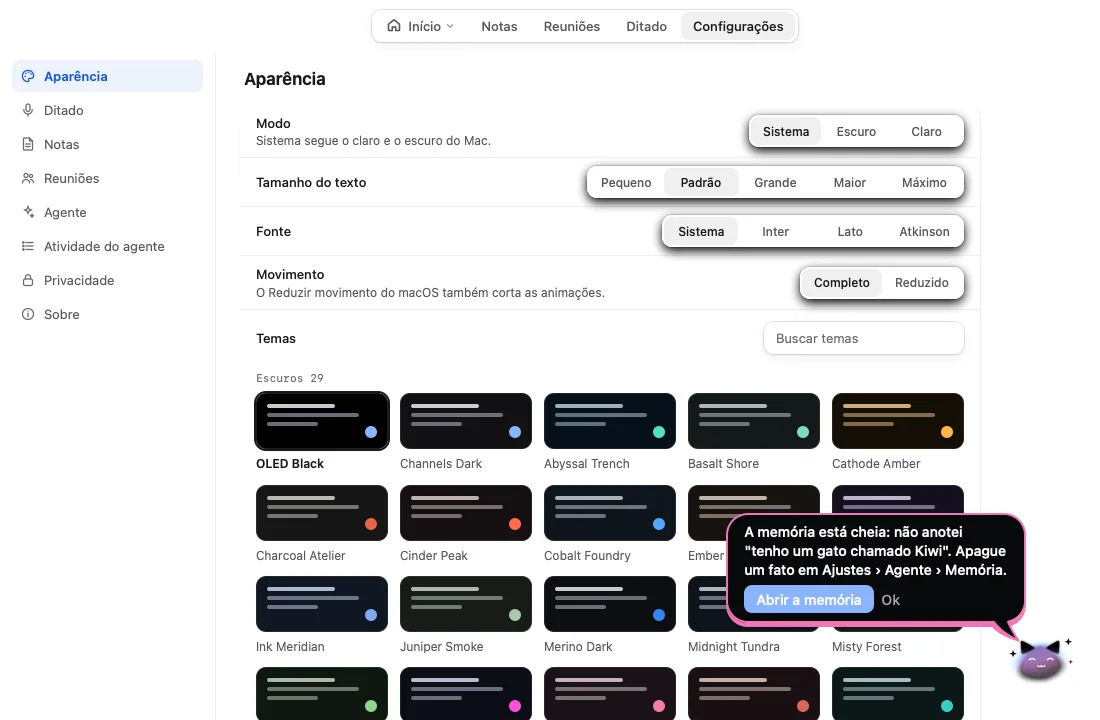 Início
Notas
Reuniões
Ditado
Configurações
Aparência
Ditado
Notas
Reuniões
Agente
Atividade do agente
Privacidade
Sobre
Aparência
Modo
Sistema segue o claro e o escuro do Mac.
Sistema
Escuro
Claro
Tamanho do texto
Pequeno
Padrão
Grande
Maior
Máximo
Fonte
Sistema
Inter
Lato
Atkinson
Movimento
O Reduzir movimento do macOS também corta as animações.
Completo
Reduzido
Temas
Buscar temas
Escuros 29
OLED Black
Channels Dark
Abyssal Trench
Basalt Shore
Cathode Amber
Charcoal Atelier
Cinder Peak
Cobalt Foundry
Ember
Ink Meridian
Juniper Smoke
Merino Dark
Midnight Tundra
Misty Forest
A memória está cheia: não anotei
"tenho um gato chamado Kiwi". Apague
um fato em Ajustes › Agente › Memória.
Abrir a memória
Ok